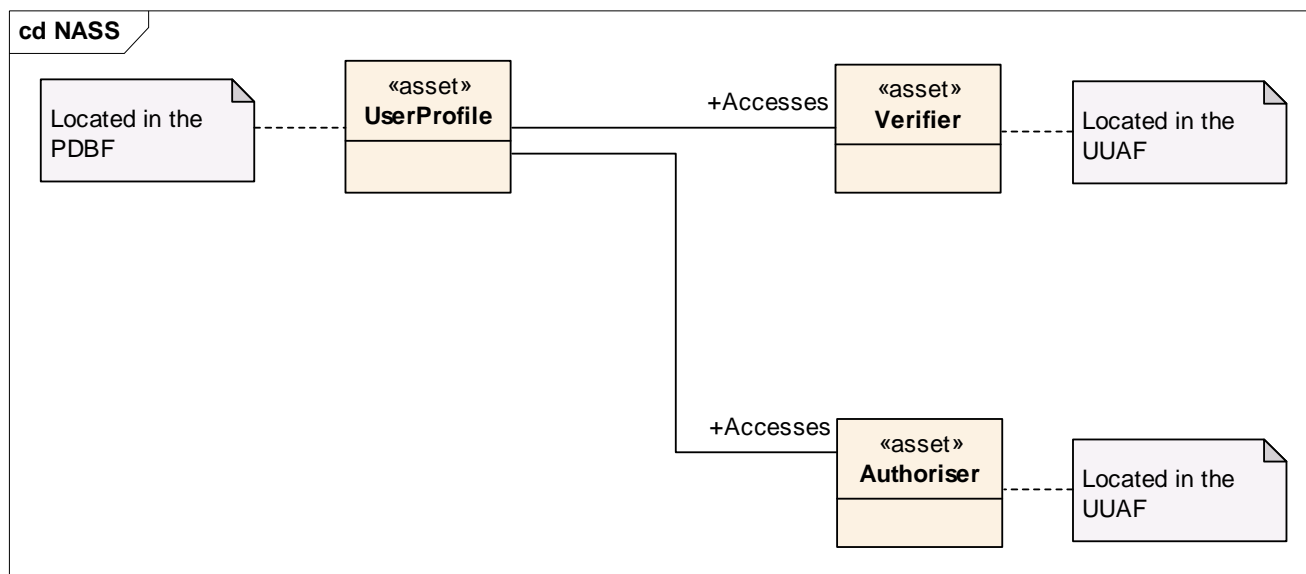 cd NASS
Located in the
PDBF
«asset»
UserProfile
+Accesses
«asset»
Verifier
Located in the
UUAF
+Accesses
«asset»
Authoriser
Located in the
UUAF